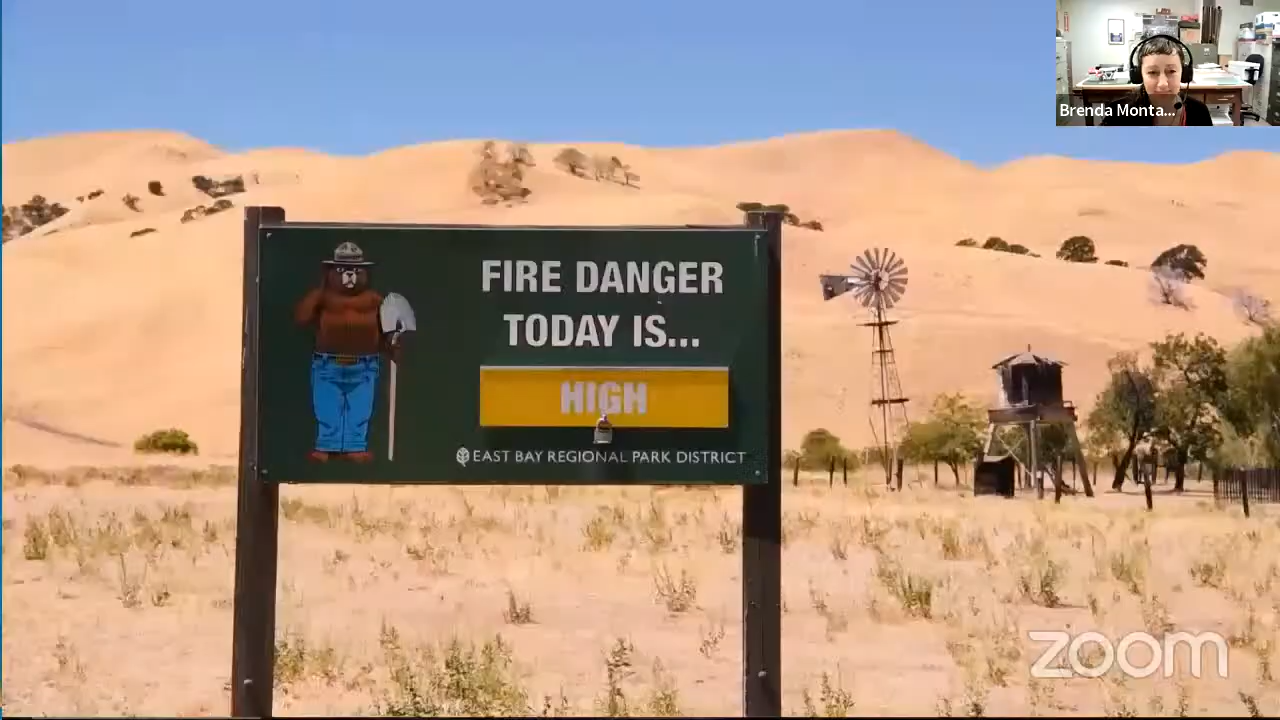 Brenda Monta...
FIRE DANGER
TODAY IS...
HIGH
EAST BAY REGIONAL PARK DISTRICT
zoom